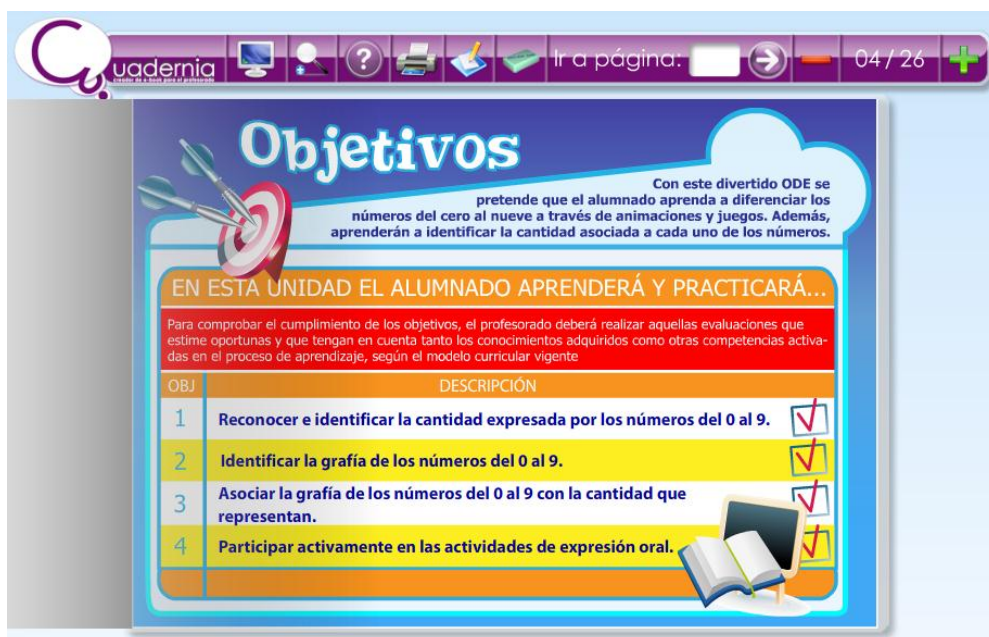 Cuadernia
creador de e-book para el profesorado
Ir a página:
04 / 26
Objetivos
Con este divertido ODE se
pretende que el alumnado aprenda a diferenciar los
números del cero al nueve a través de animaciones y juegos. Además,
aprenderán a identificar la cantidad asociada a cada uno de los números.
EN ESTA UNIDAD EL ALUMNADO APRENDERÁ Y PRACTICARÁ...
Para comprobar el cumplimiento de los objetivos, el profesorado deberá realizar aquellas evaluaciones que
estime oportunas y que tengan en cuenta tanto los conocimientos adquiridos como otras competencias activa-
das en el proceso de aprendizaje, según el modelo curricular vigente
OBJ DESCRIPCIÓN
1 Reconocer e identificar la cantidad expresada por los números del 0 al 9.
2 Identificar la grafía de los números del 0 al 9.
3 Asociar la grafía de los números del 0 al 9 con la cantidad que
representan.
4 Participar activamente en las actividades de expresión oral.